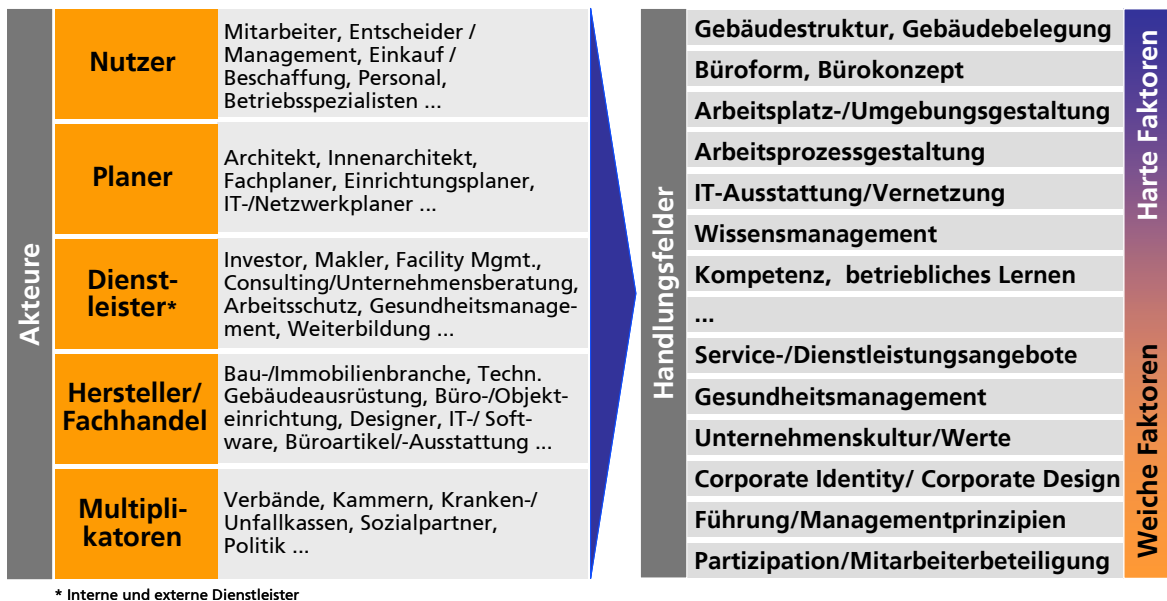 Akteure
Nutzer
Mitarbeiter, Entscheider /
Management, Einkauf /
Beschaffung, Personal,
Betriebsspezialisten ...
Planer
Architekt, Innenarchitekt,
Fachplaner, Einrichtungsplaner,
IT-/Netzwerkplaner ...
Dienst-
leister*
Investor, Makler, Facility Mgmt.,
Consulting/Unternehmensberatung,
Arbeitsschutz, Gesundheitsmanage-
ment, Weiterbildung ...
Hersteller/
Fachhandel
Bau-/Immobilienbranche, Techn.
Gebäudeausrüstung, Büro-/Objekt-
einrichtung, Designer, IT-/ Soft-
ware, Büroartikel/-Ausstattung ...
Multipli-
katoren
Verbände, Kammern, Kranken-/
Unfallkassen, Sozialpartner,
Politik ...
* Interne und externe Dienstleister
Handlungsfelder
Gebäudestruktur, Gebäudebelegung
Büroform, Bürokonzept
Arbeitsplatz-/Umgebungsgestaltung
Arbeitsprozessgestaltung
IT-Ausstattung/Vernetzung
Wissensmanagement
Kompetenz, betriebliches Lernen
...
Service-/Dienstleistungsangebote
Gesundheitsmanagement
Unternehmenskultur/Werte
Corporate Identity/ Corporate Design
Führung/Managementprinzipien
Partizipation/Mitarbeiterbeteiligung
Harte Faktoren
Weiche Faktoren